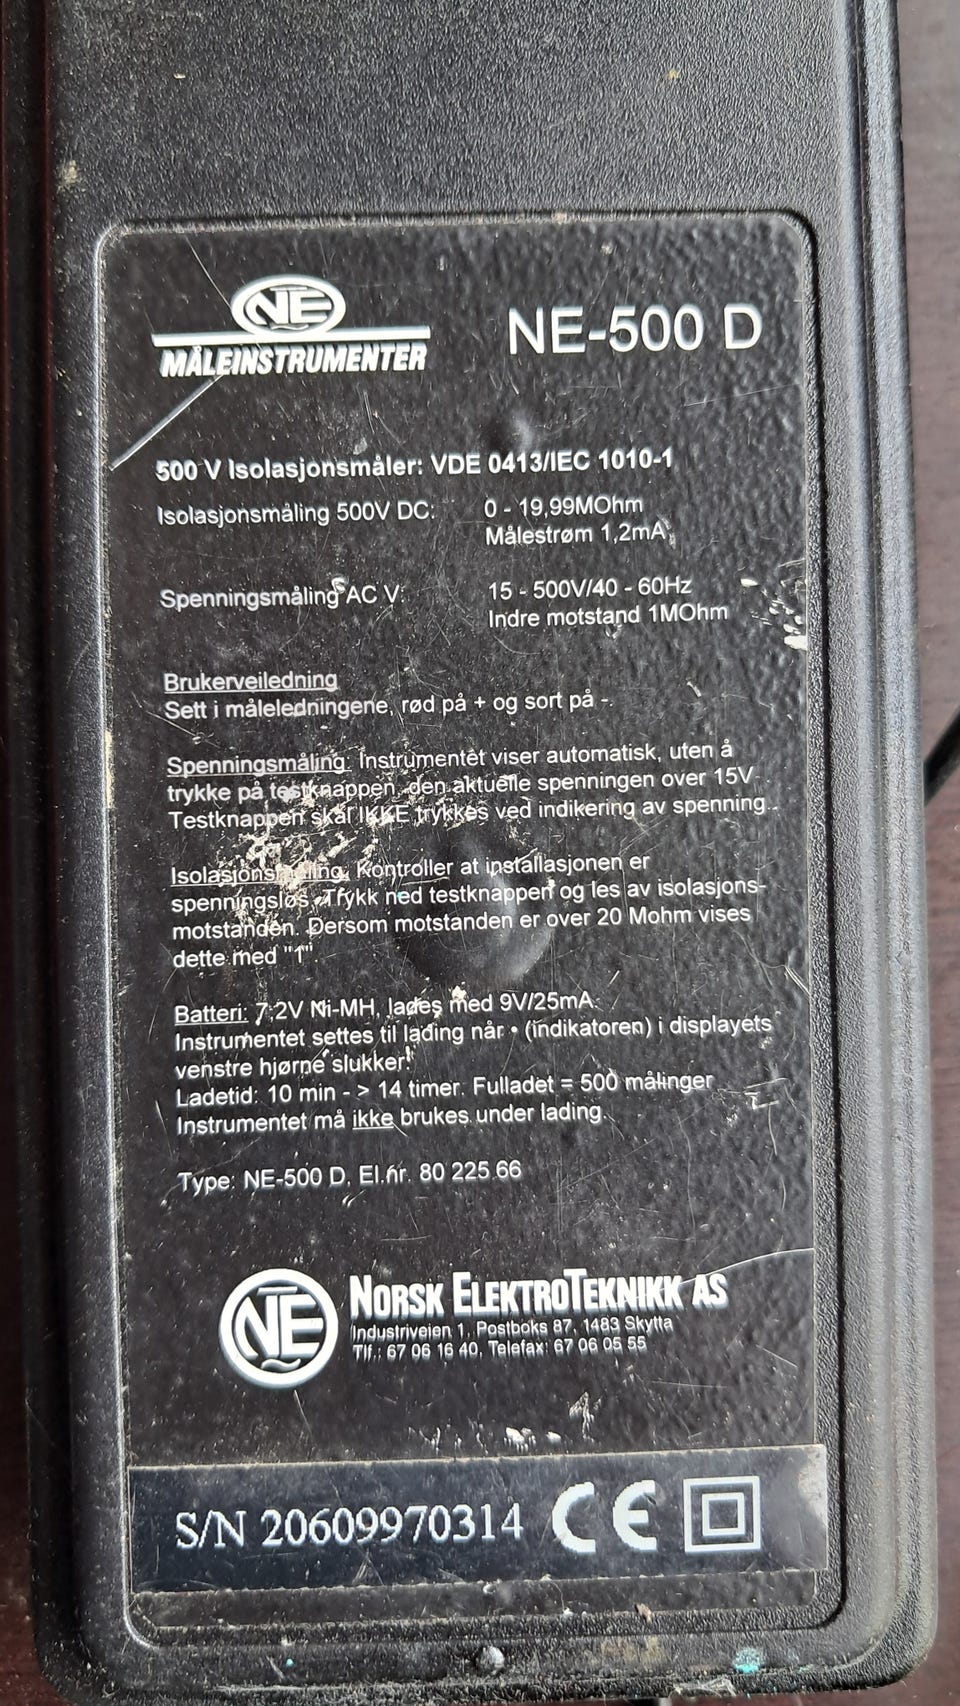 NE
MÅLEINSTRUMENTER
NE-500 D
500 V Isolasjonsmåler: VDE 0413/IEC 1010-1
Isolasjonsmåling 500V DC: 0 - 19,99MOhm
Målestrøm 1,2mA
Spenningsmåling AC V: 15 - 500V/40 - 60Hz
Indre motstand 1MOhm
Brukerveiledning
Sett i måleledningene, rød på + og sort på -.
Spenningsmåling: Instrumentet viser automatisk, uten å
trykke på testknappen, den aktuelle spenningen over 15V.
Testknappen skal IKKE trykkes ved indikering av spenning.
Isolasjonsmåling: Kontroller at installasjonen er
spenningsløs. Trykk ned testknappen og les av isolasjons-
motstanden. Dersom motstanden er over 20 Mohm vises
dette med "1".
Batteri: 7,2V Ni-MH, lades med 9V/25mA.
Instrumentet settes til lading når • (indikatoren) i displayets
venstre hjørne slukker!
Ladetid: 10 min - > 14 timer. Fulladet = 500 målinger
Instrumentet må ikke brukes under lading.
Type: NE-500 D, El.nr. 80 225 66
NE
NORSK ELEKTROTEKNIKK AS
Industriveien 1, Postboks 87, 1483 Skytta
Tlf.: 67 06 16 40, Telefax: 67 06 05 55
S/N 20609970314 CE